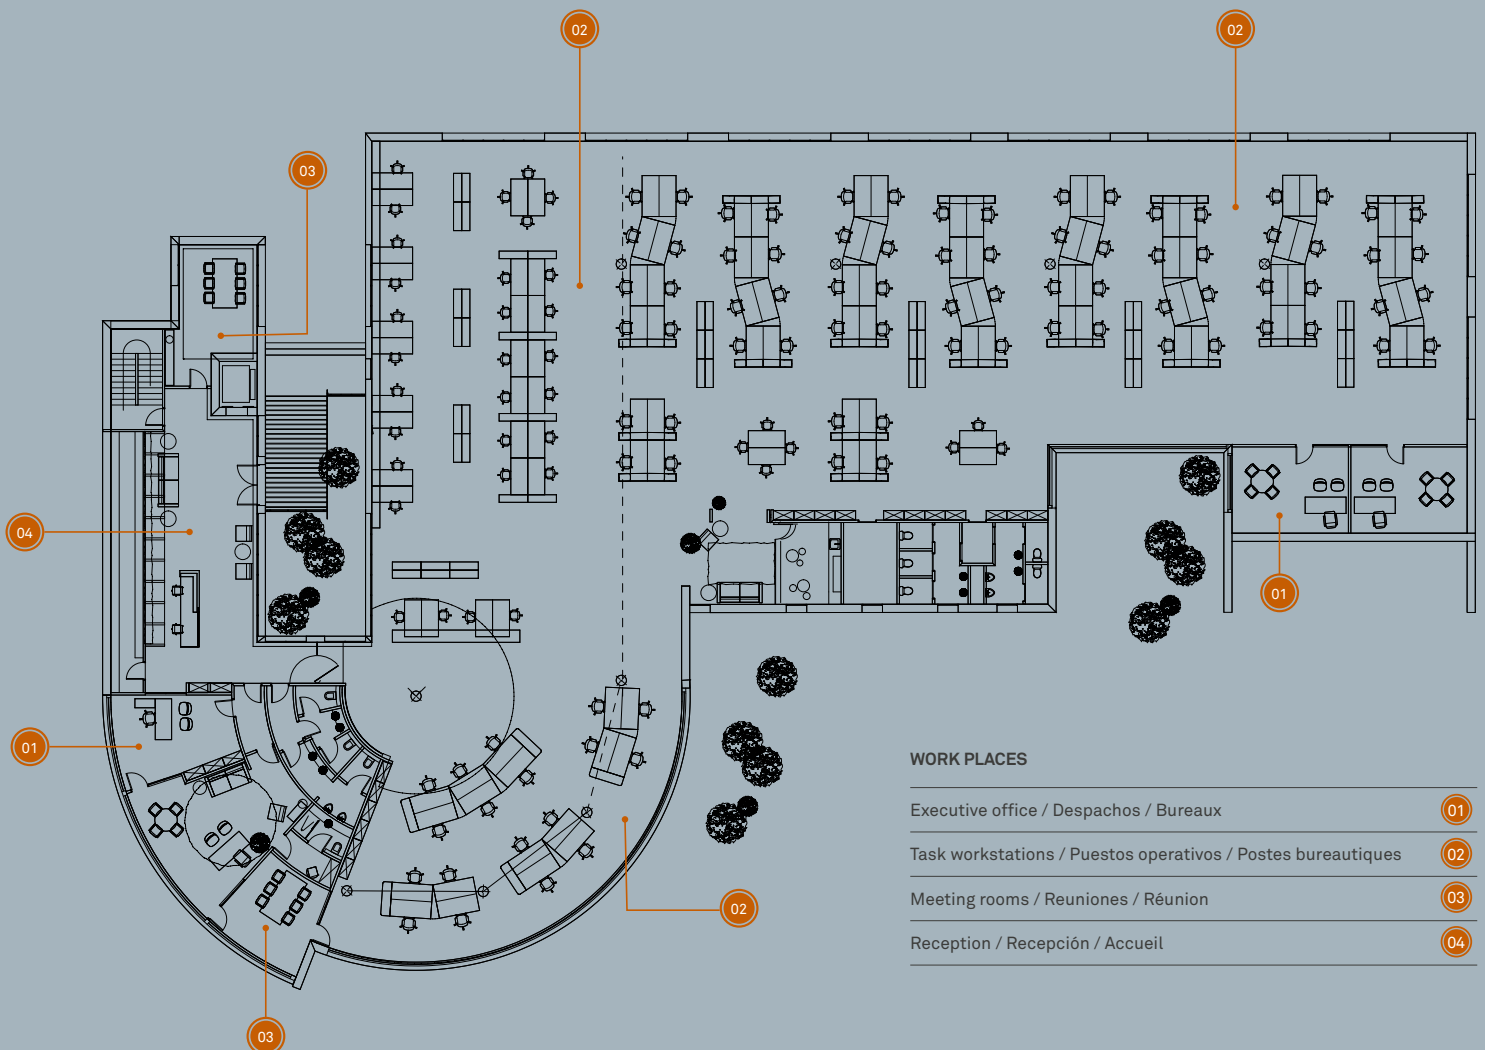 02
02
03
04
01
01
02
03
WORK PLACES
Executive office / Despachos / Bureaux 01
Task workstations / Puestos operativos / Postes bureautiques 02
Meeting rooms / Reuniones / Réunion 03
Reception / Recepción / Accueil 04